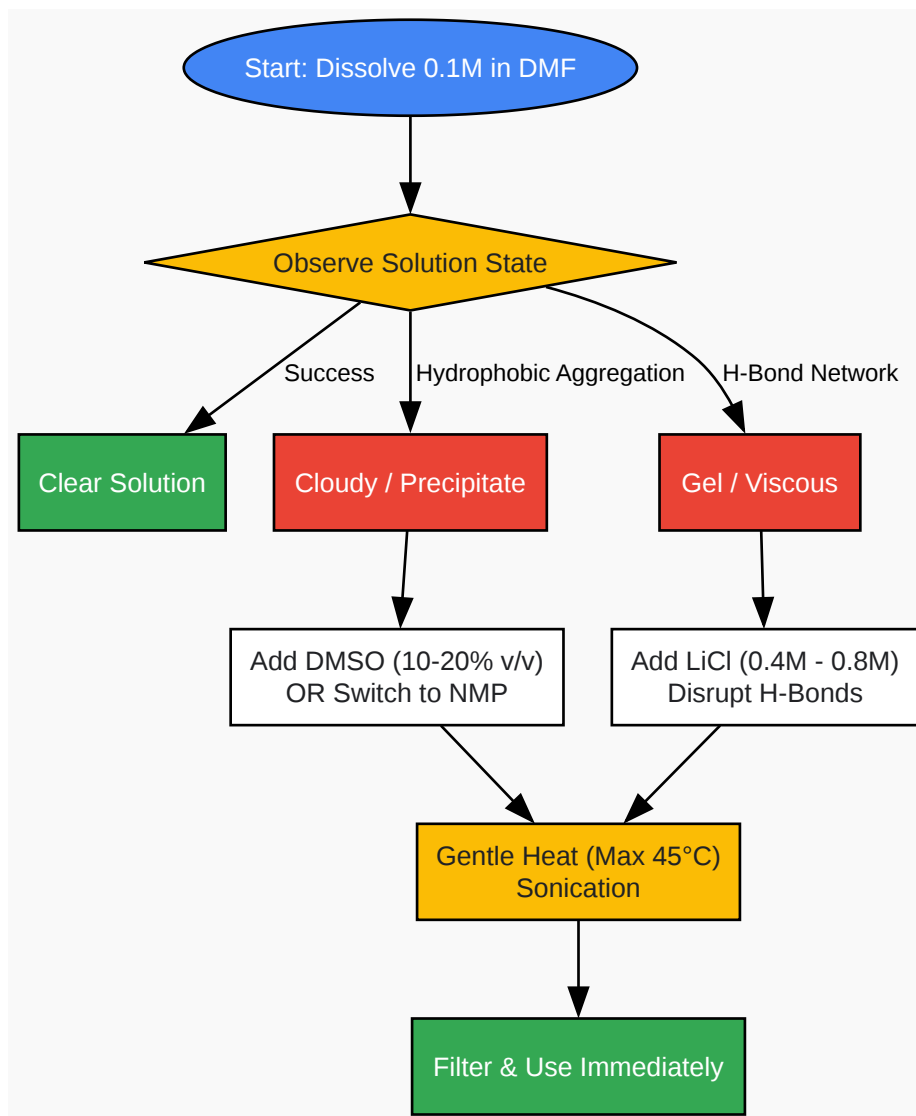 Start: Dissolve 0.1M in DMF
Observe Solution State
Success
Hydrophobic Aggregation
H-Bond Network
Clear Solution
Cloudy / Precipitate
Gel / Viscous
Add DMSO (10-20% v/v)
OR Switch to NMP
Add LiCl (0.4M - 0.8M)
Disrupt H-Bonds
Gentle Heat (Max 45°C)
Sonication
Filter & Use Immediately